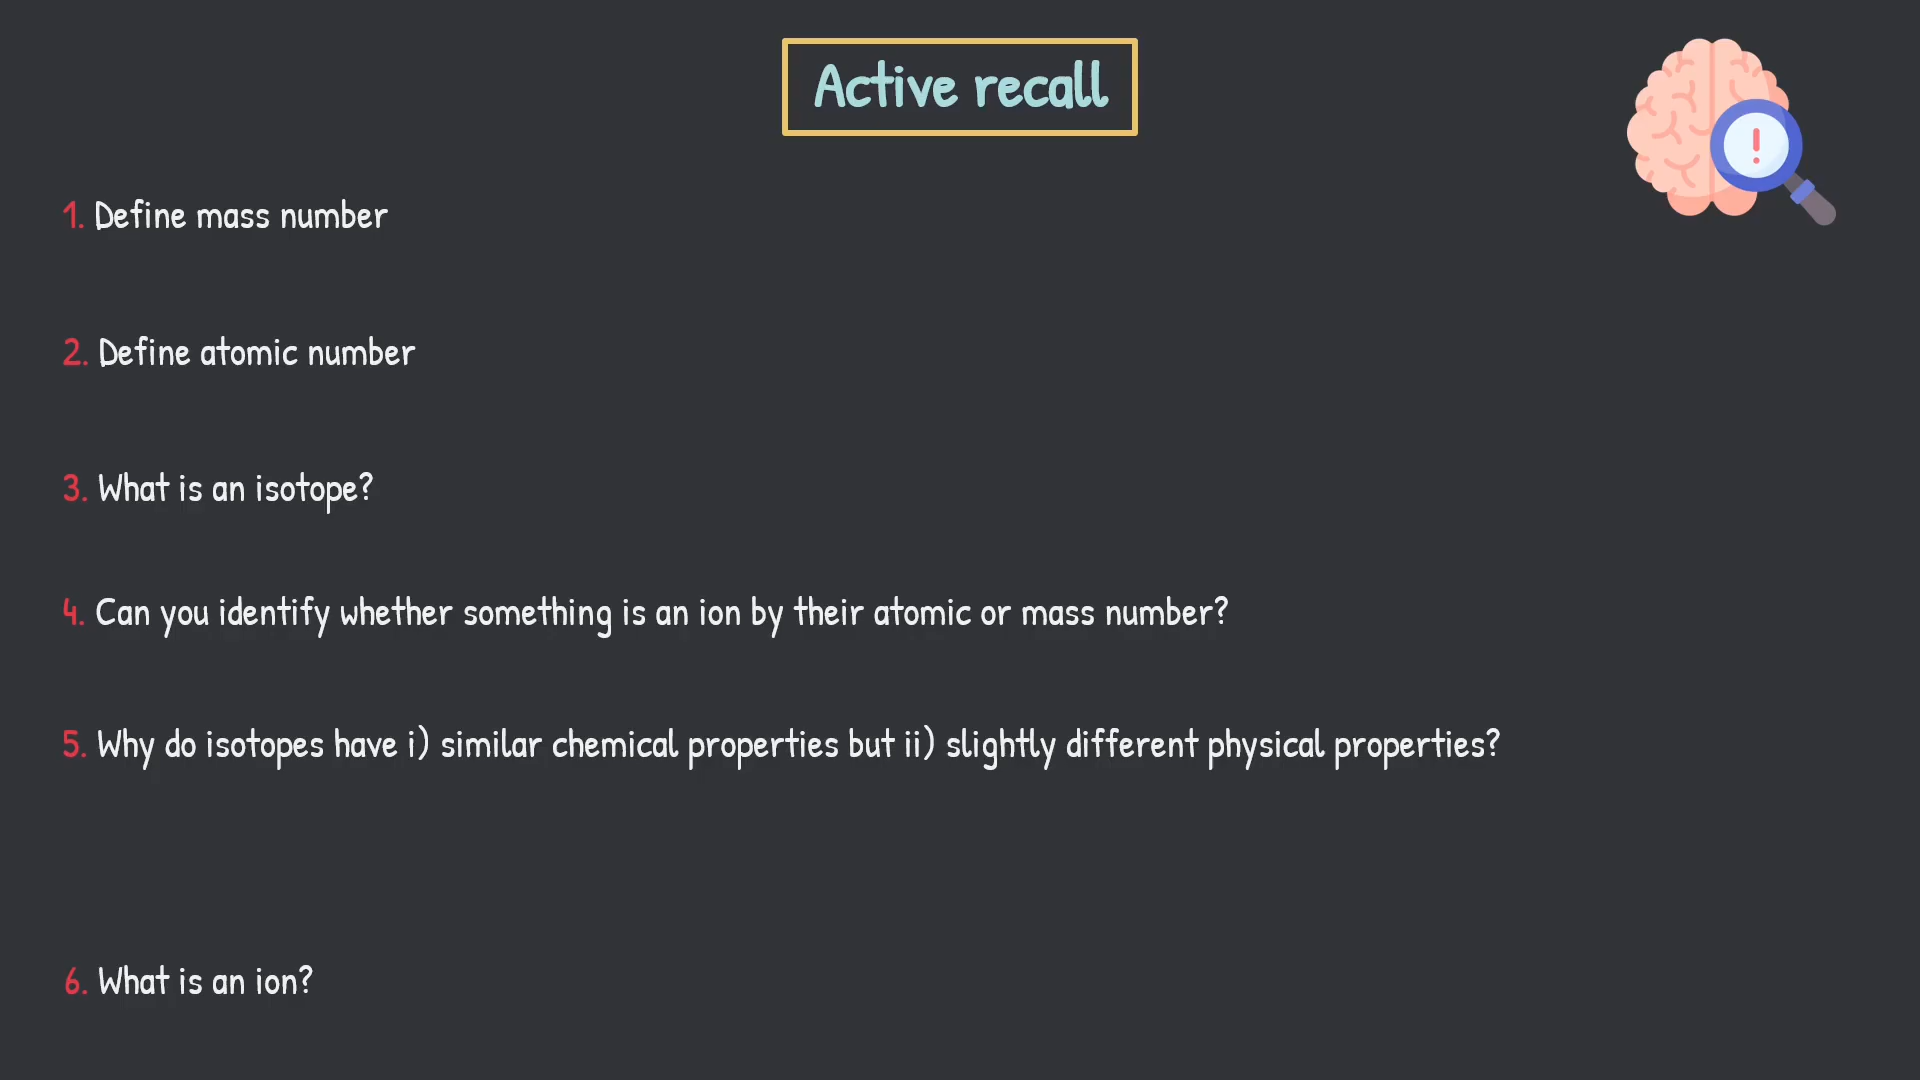 Active recall
1. Define mass number
2. Define atomic number
3. What is an isotope?
4. Can you identify whether something is an ion by their atomic or mass number?
5. Why do isotopes have i) similar chemical properties but ii) slightly different physical properties?
6. What is an ion?